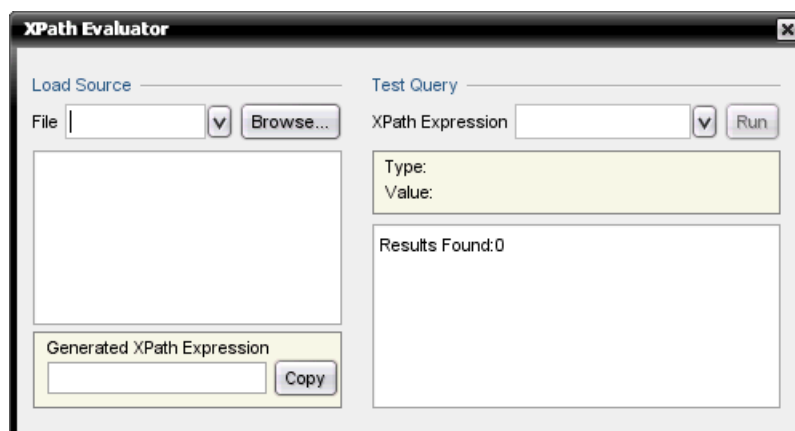 XPath Evaluator
Load Source
File
Browse...
Generated XPath Expression
Copy
Test Query
XPath Expression
Run
Type:
Value:
Results Found:0